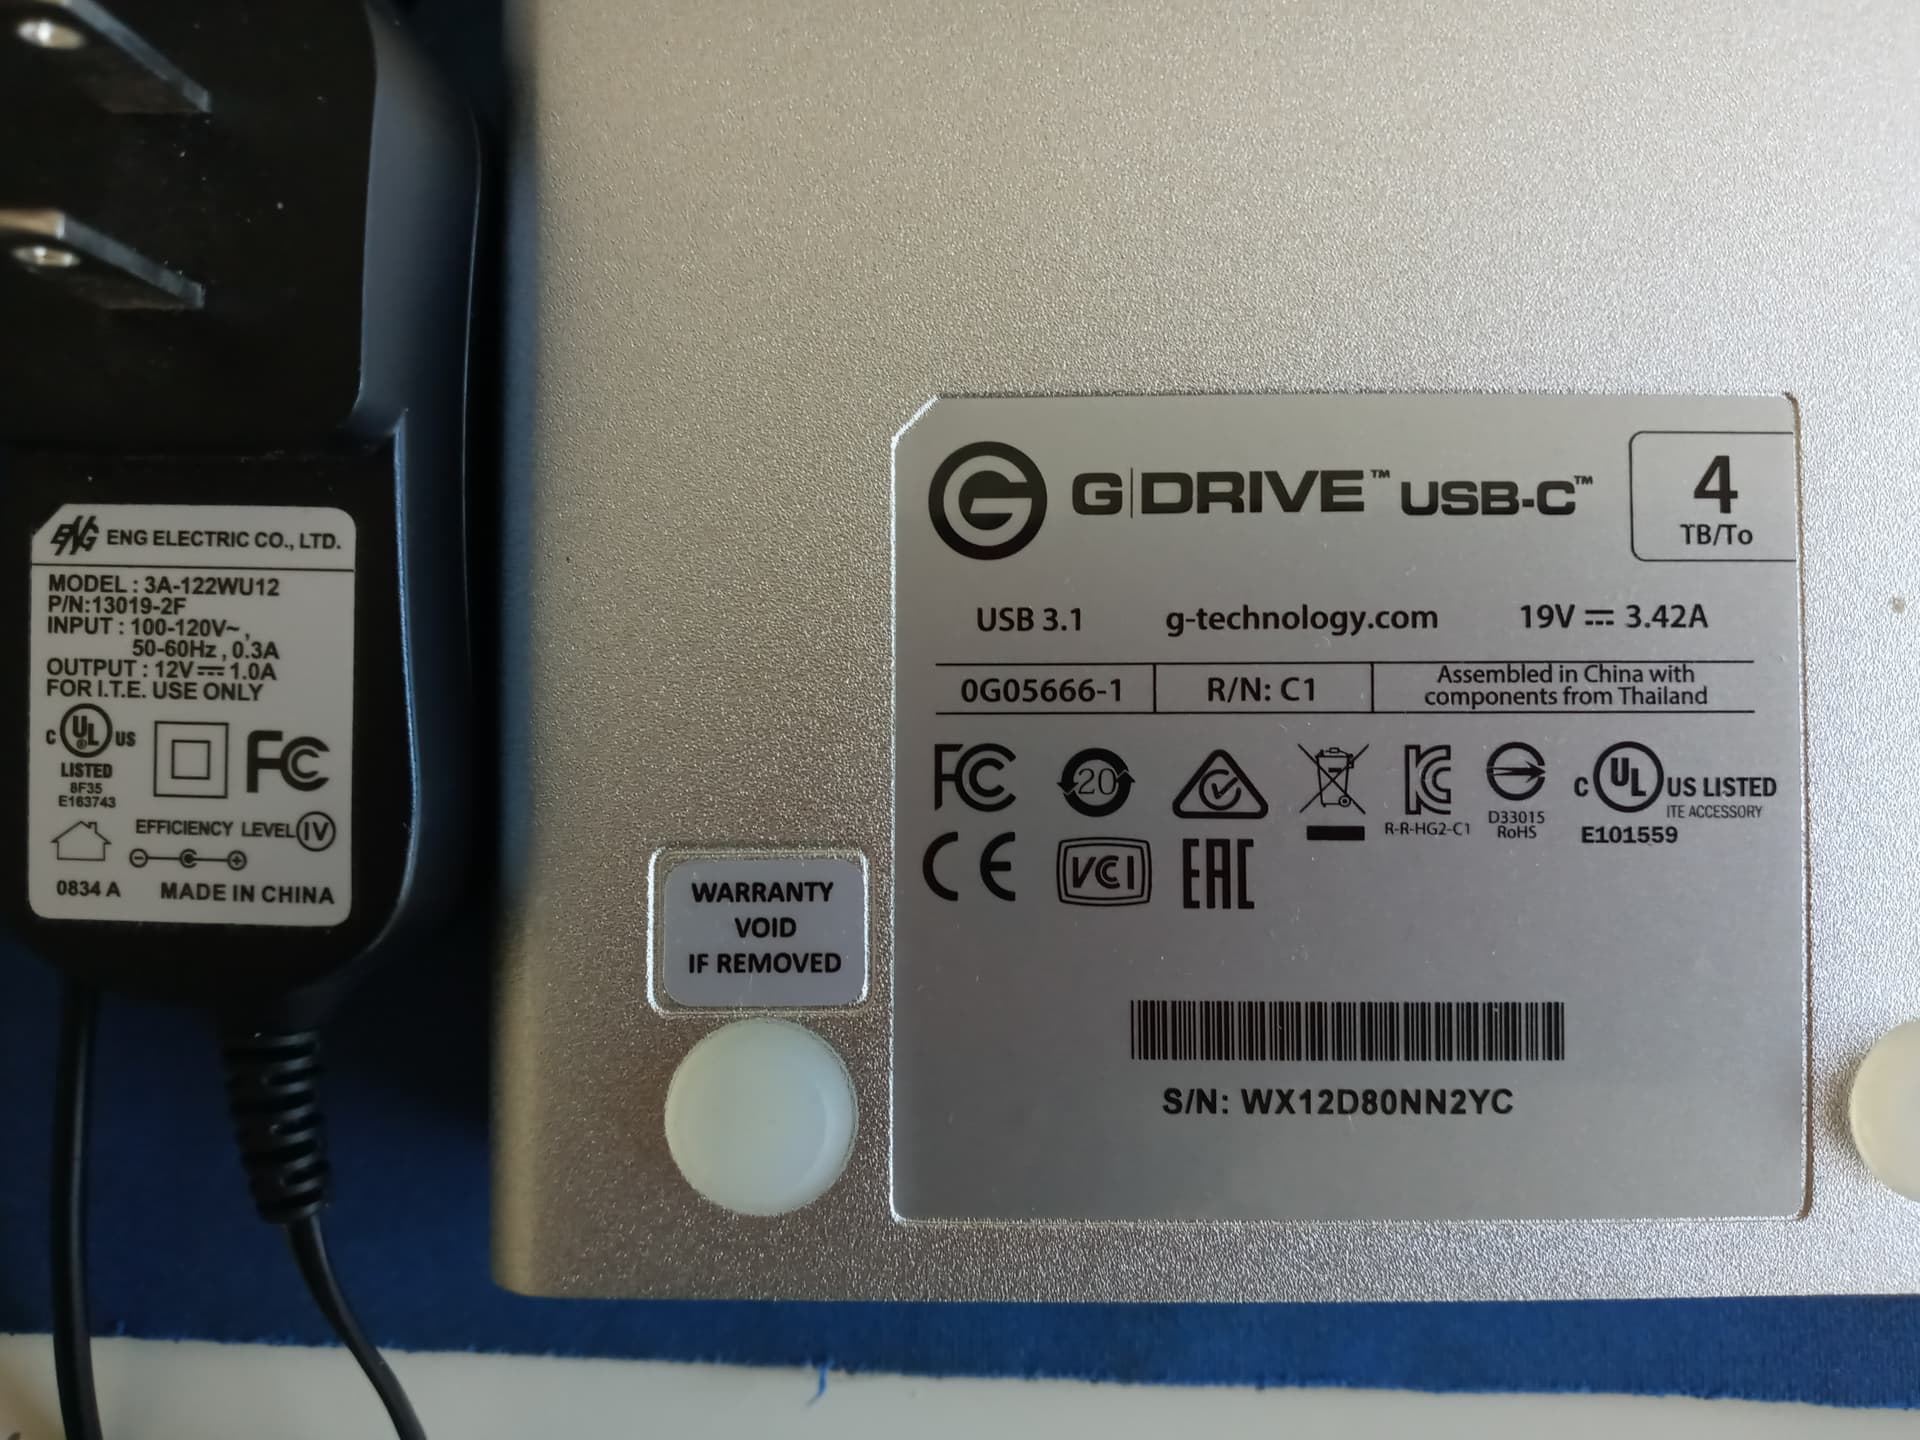 ENG ELECTRIC CO., LTD.
MODEL : 3A-122WU12
P/N:13019-2F
INPUT : 100-120V~,
50-60Hz , 0.3A
OUTPUT : 12V⎓1.0A
FOR I.T.E. USE ONLY
C UL US
LISTED
8F35
E163743
FC
EFFICIENCY LEVEL IV
0834 A MADE IN CHINA
G|DRIVE™ USB-C™
4
TB/To
USB 3.1 g-technology.com 19V ⎓ 3.42A
0G05666-1 R/N: C1 Assembled in China with
components from Thailand
FC 20 KC C UL US LISTED
ITE ACCESSORY
R-R-HG2-C1
D33015
RoHS
E101559
CE VCI EAC
WARRANTY
VOID
IF REMOVED
S/N: WX12D80NN2YC